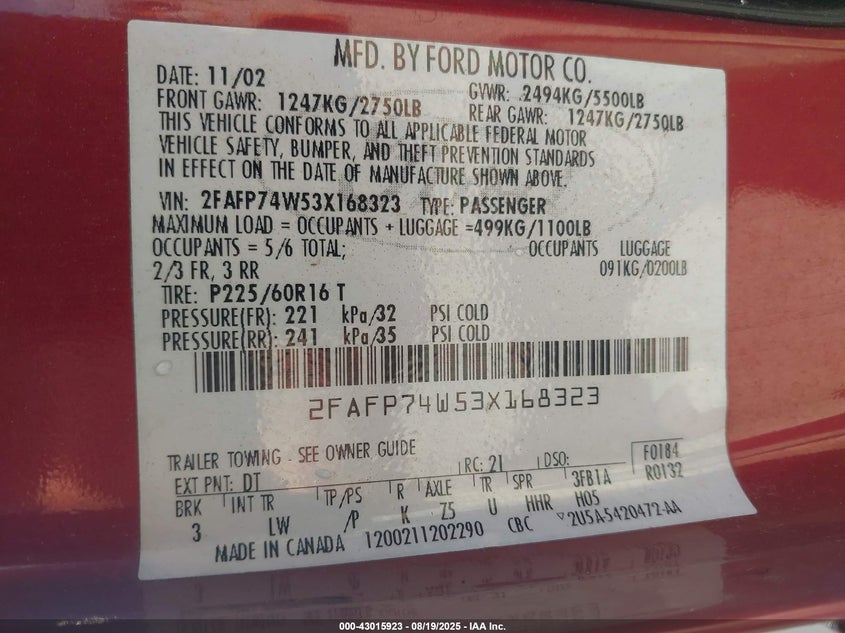 MFD. BY FORD MOTOR CO.
DATE: 11/02 GVWR: 2494KG/5500LB
FRONT GAWR: 1247KG/2750LB REAR GAWR: 1247KG/2750LB
THIS VEHICLE CONFORMS TO ALL APPLICABLE FEDERAL MOTOR
VEHICLE SAFETY, BUMPER, AND THEFT PREVENTION STANDARDS
IN EFFECT ON THE DATE OF MANUFACTURE SHOWN ABOVE.
VIN: 2FAFP74W53X168323 TYPE: PASSENGER
MAXIMUM LOAD = OCCUPANTS + LUGGAGE =499KG/1100LB
OCCUPANTS = 5/6 TOTAL; OCCUPANTS LUGGAGE
2/3 FR, 3 RR 091KG/0200LB
TIRE: P225/60R16 T
PRESSURE(FR): 221 kPa/32 PSI COLD
PRESSURE(RR): 241 kPa/35 PSI COLD
2FAFP74W53X168323
TRAILER TOWING - SEE OWNER GUIDE
EXT PNT: DT RC: 21 DSO: F0184
BRK INT TR TP/PS R AXLE TR SPR 3FB1A R0132
3 LW /P K Z5 U HHR HOS
MADE IN CANADA 1200211202290 CBC ▽2U5A-5420472-AA
000-43015923 - 08/19/2025 - IAA Inc.